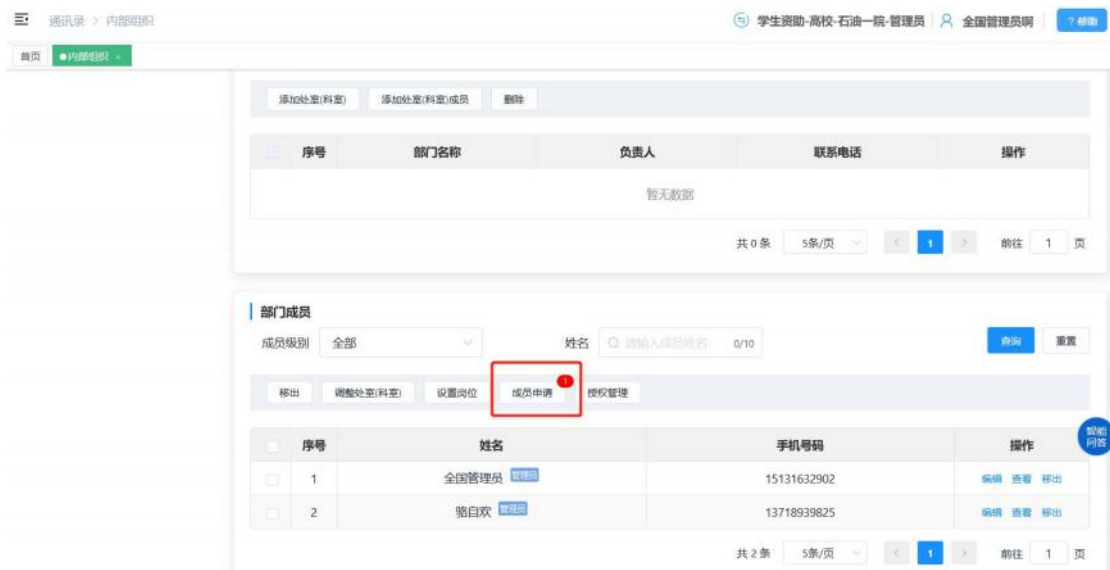 通讯录 > 内部组织
学生资助-高校-石油一院-管理员 全国管理员啊 ? 帮助
首页 内部组织 ×
添加处室(科室) 添加处室(科室)成员 删除
序号 部门名称 负责人 联系电话 操作
暂无数据
共 0 条 5条/页 < 1 > 前往 1 页
部门成员
成员级别 全部 姓名 请输入成员姓名 0/10 查询 重置
移出 调整处室(科室) 设置岗位 成员申请 1 授权管理
智能问答
序号 姓名 手机号码 操作
1 全国管理员 管理员 15131632902 编辑 查看 移出
2 骆自欢 管理员 13718939825 编辑 查看 移出
共 2 条 5条/页 < 1 > 前往 1 页